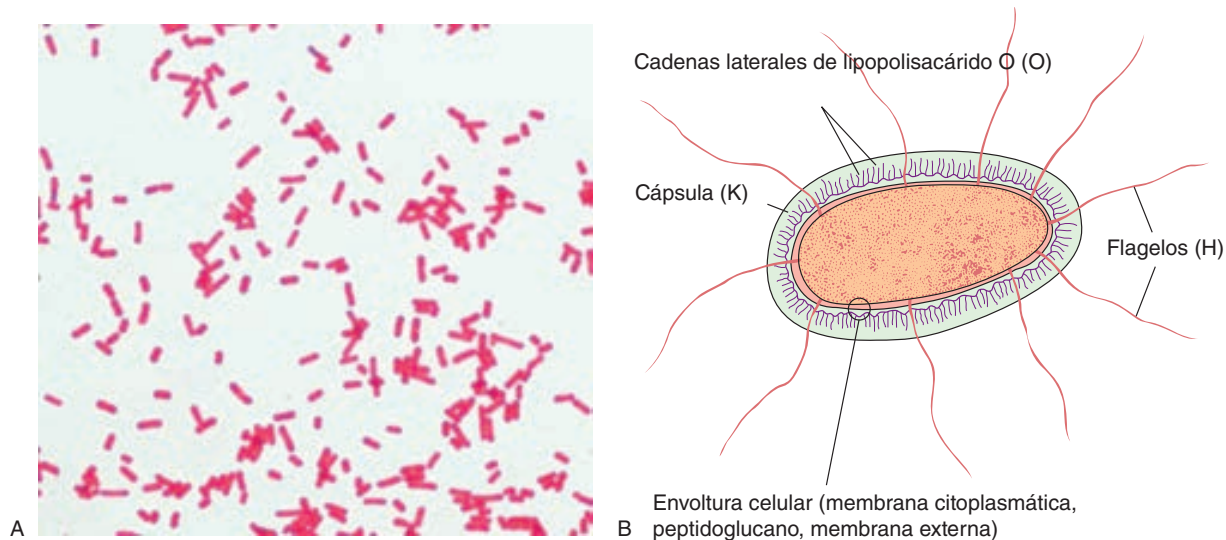 Cadenas laterales de lipopolisacárido O (O)
Cápsula (K)
Flagelos (H)
Envoltura celular (membrana citoplasmática,
peptidoglucano, membrana externa)
A
B